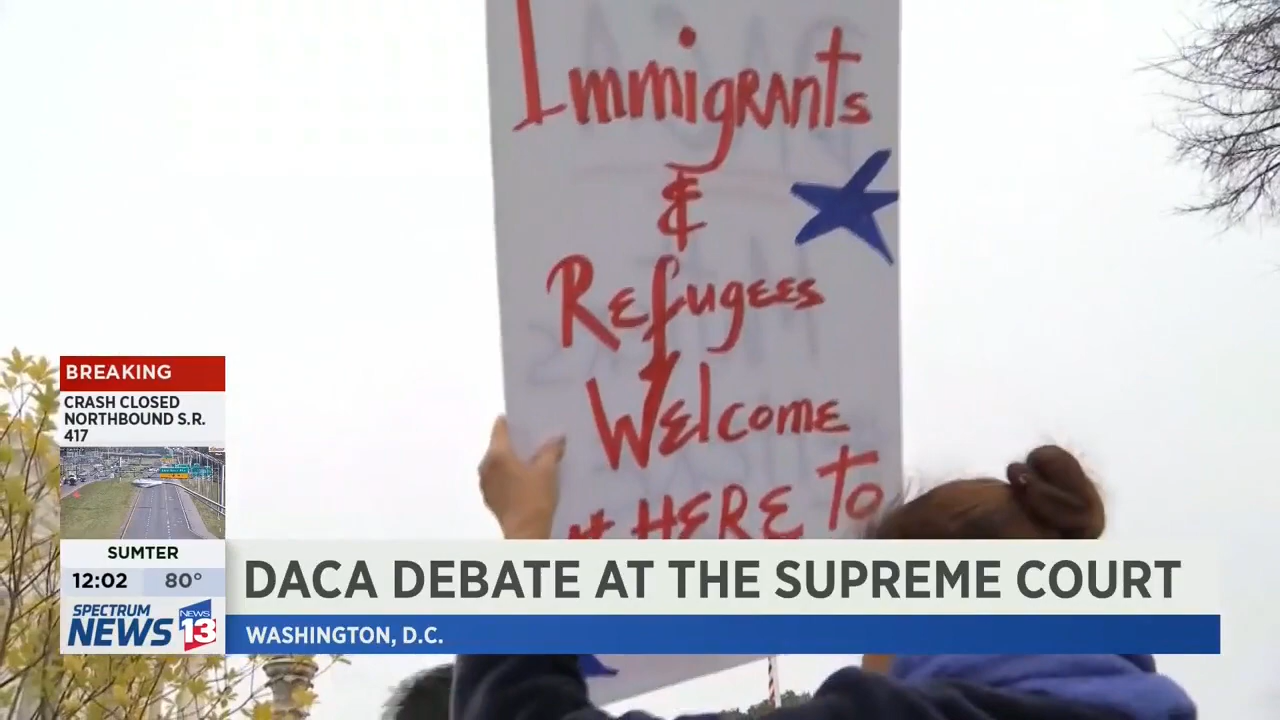 Immigrants
&
Refugees
Welcome
HERE To
BREAKING
CRASH CLOSED
NORTHBOUND S.R.
417
SUMTER
12:02 80°
SPECTRUM
NEWS NEWS 13
DACA DEBATE AT THE SUPREME COURT
WASHINGTON, D.C.